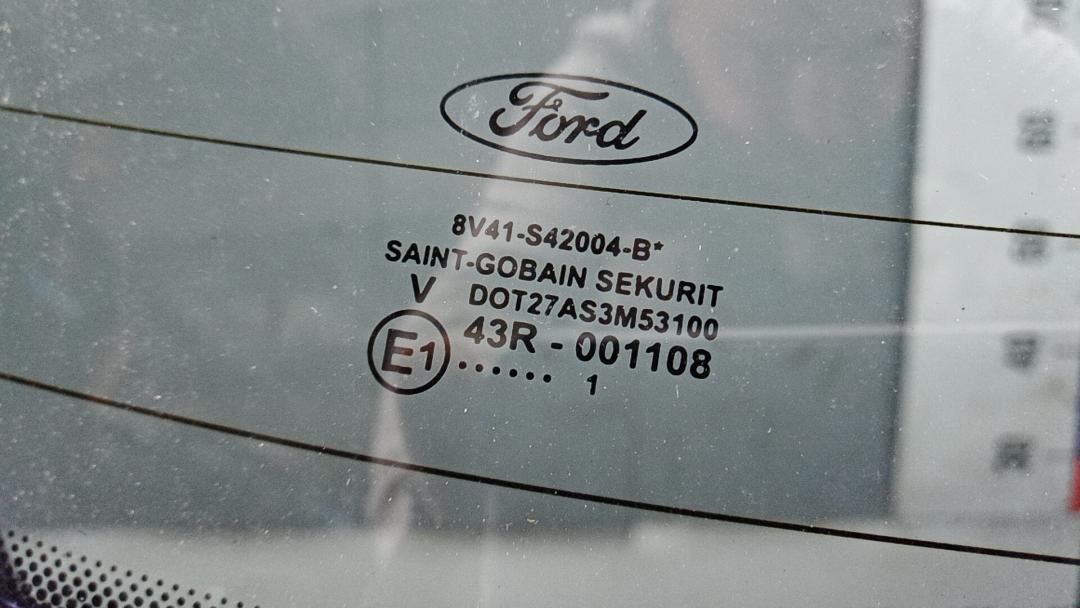 Ford
8V41-S42004-B*
SAINT-GOBAIN SEKURIT
V DOT27AS3M53100
E1 43R - 001108
...... 1